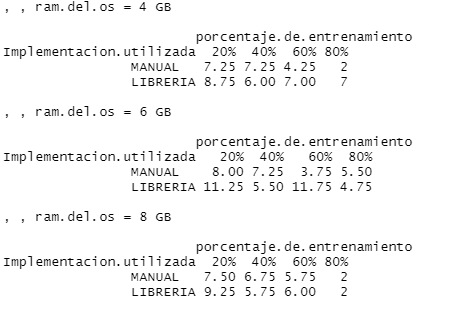 , , ram.del.os = 4 GB
porcentaje.de.entrenamiento
Implementacion.utilizada 20% 40% 60% 80%
MANUAL 7.25 7.25 4.25 2
LIBRERIA 8.75 6.00 7.00 7
, , ram.del.os = 6 GB
porcentaje.de.entrenamiento
Implementacion.utilizada 20% 40% 60% 80%
MANUAL 8.00 7.25 3.75 5.50
LIBRERIA 11.25 5.50 11.75 4.75
, , ram.del.os = 8 GB
porcentaje.de.entrenamiento
Implementacion.utilizada 20% 40% 60% 80%
MANUAL 7.50 6.75 5.75 2
LIBRERIA 9.25 5.75 6.00 2